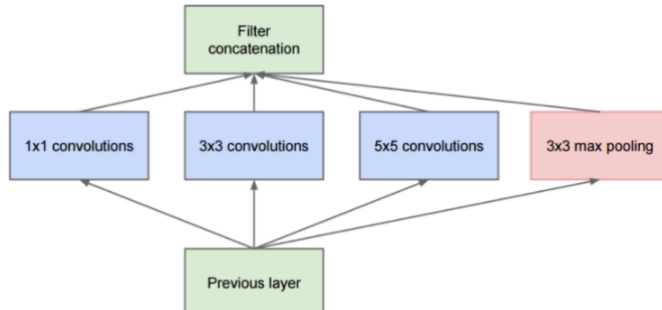 Filter
concatenation
1x1 convolutions
3x3 convolutions
5x5 convolutions
3x3 max pooling
Previous layer